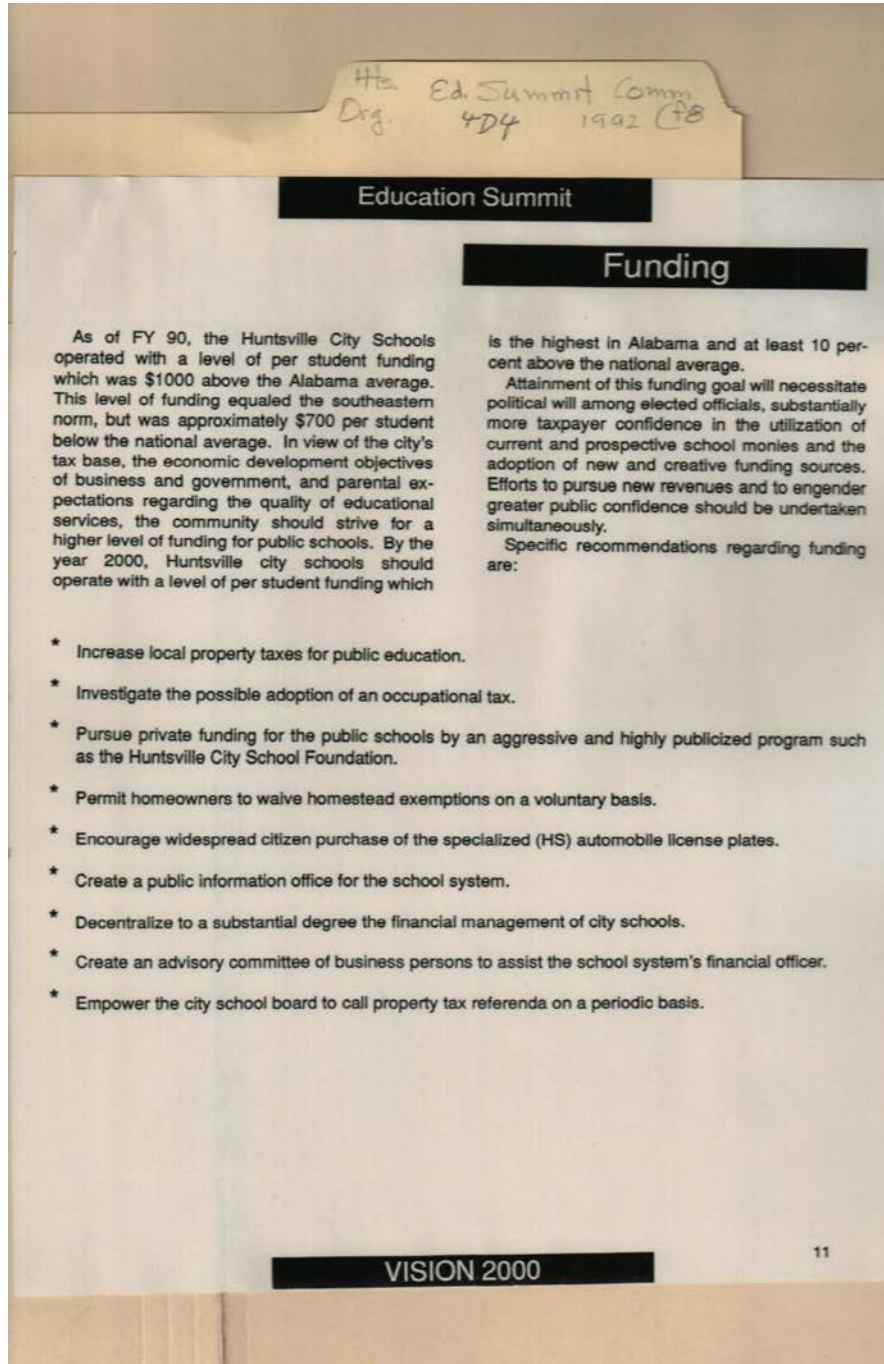 Hts. Ed. Summit Comm
Org. 4D4 1992 (f8
Education Summit
Funding
As of FY 90, the Huntsville City Schools
operated with a level of per student funding
which was $1000 above the Alabama average.
This level of funding equaled the southeastern
norm, but was approximately $700 per student
below the national average. In view of the city's
tax base, the economic development objectives
of business and government, and parental ex-
pectations regarding the quality of educational
services, the community should strive for a
higher level of funding for public schools. By the
year 2000, Huntsville city schools should
operate with a level of per student funding which
is the highest in Alabama and at least 10 per-
cent above the national average.
Attainment of this funding goal will necessitate
political will among elected officials, substantially
more taxpayer confidence in the utilization of
current and prospective school monies and the
adoption of new and creative funding sources.
Efforts to pursue new revenues and to engender
greater public confidence should be undertaken
simultaneously.
Specific recommendations regarding funding
are:
* Increase local property taxes for public education.
* Investigate the possible adoption of an occupational tax.
* Pursue private funding for the public schools by an aggressive and highly publicized program such
as the Huntsville City School Foundation.
* Permit homeowners to waive homestead exemptions on a voluntary basis.
* Encourage widespread citizen purchase of the specialized (HS) automobile license plates.
* Create a public information office for the school system.
* Decentralize to a substantial degree the financial management of city schools.
* Create an advisory committee of business persons to assist the school system's financial officer.
* Empower the city school board to call property tax referenda on a periodic basis.
11
VISION 2000